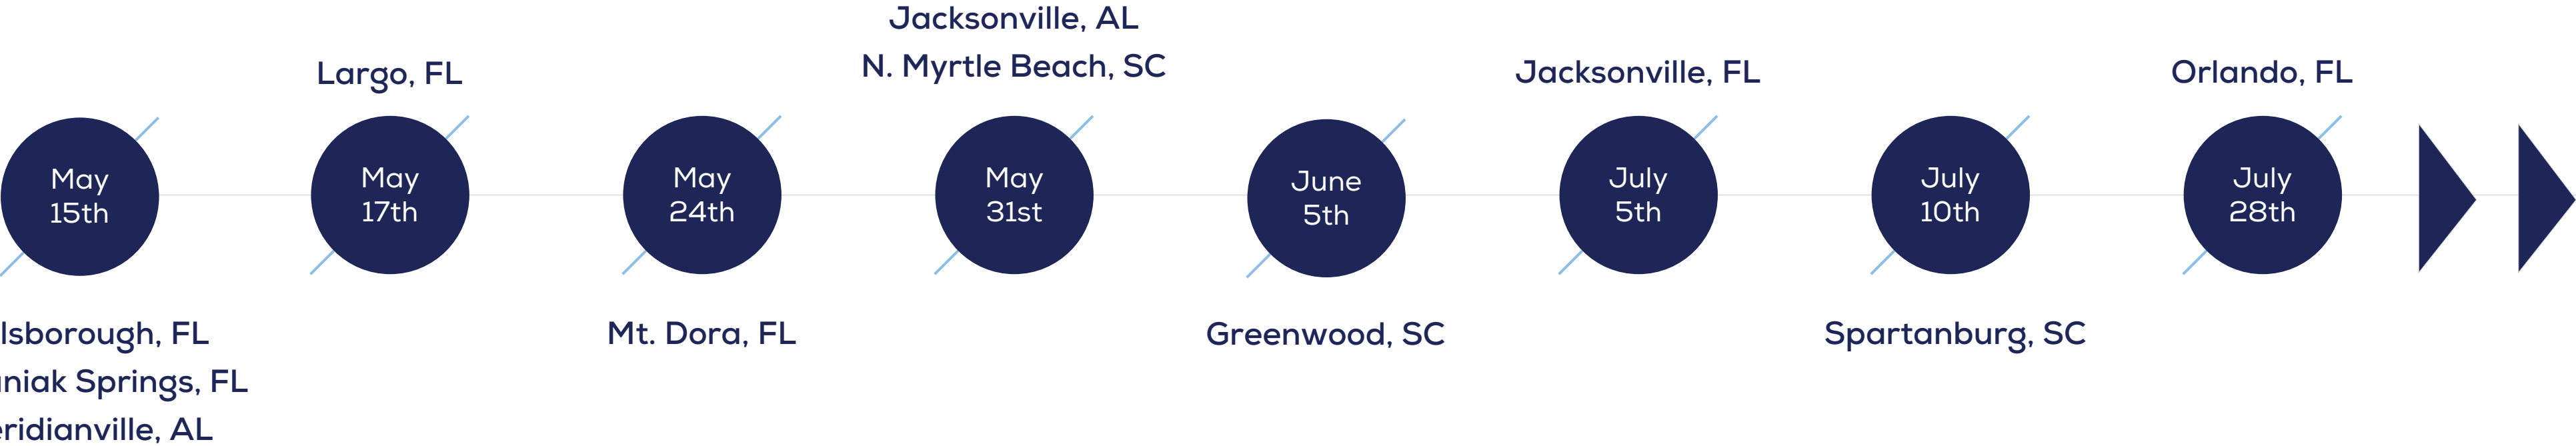 Jacksonville, AL
N. Myrtle Beach, SC
Largo, FL
Jacksonville, FL
Orlando, FL
May
15th
May
17th
May
24th
May
31st
June
5th
July
5th
July
10th
July
28th
lsborough, FL
niak Springs, FL
ridianville, AL
Mt. Dora, FL
Greenwood, SC
Spartanburg, SC